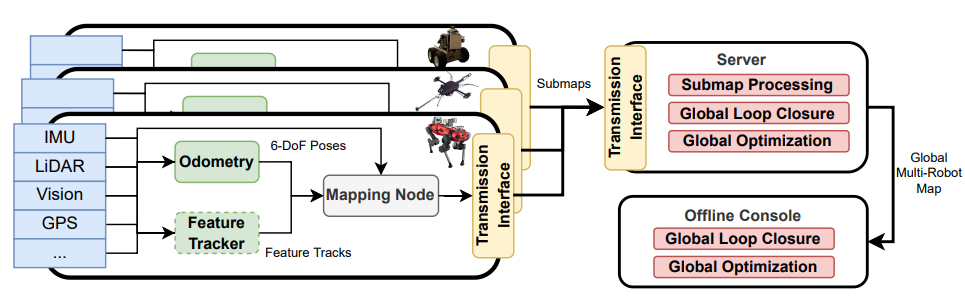 IMU
LiDAR
Vision
GPS
...
Odometry
Feature
Tracker
6-DoF Poses
Feature Tracks
Mapping Node
Transmission
Interface
Submaps
Transmission
Interface
Server
Submap Processing
Global Loop Closure
Global Optimization
Global
Multi-Robot
Map
Offline Console
Global Loop Closure
Global Optimization